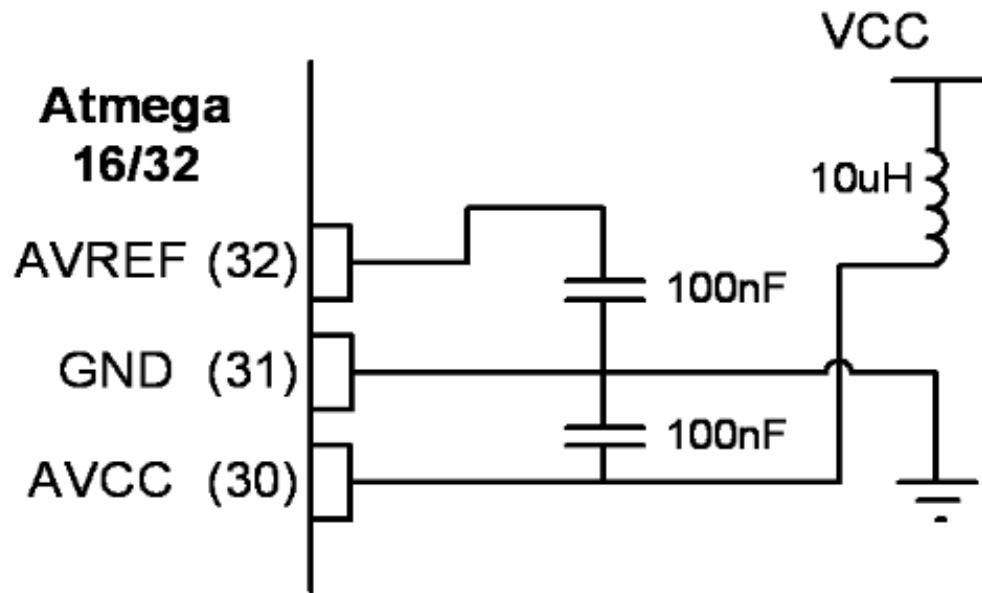 VCC
Atmega
16/32
10uH
AVREF (32)
100nF
GND (31)
100nF
AVCC (30)